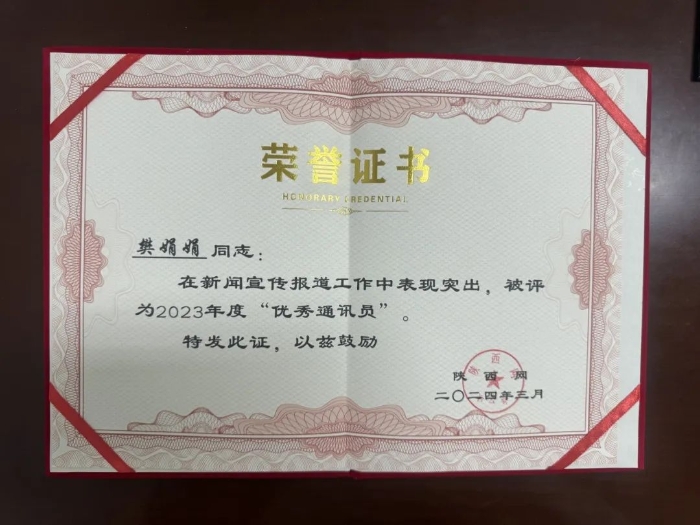 荣誉证书
HONORARY CREDENTIAL
樊娟娟 同志：
在新闻宣传报道工作中表现突出，被评
为2023年度“优秀通讯员”。
特发此证，以兹鼓励
陕西网
二〇二四年三月